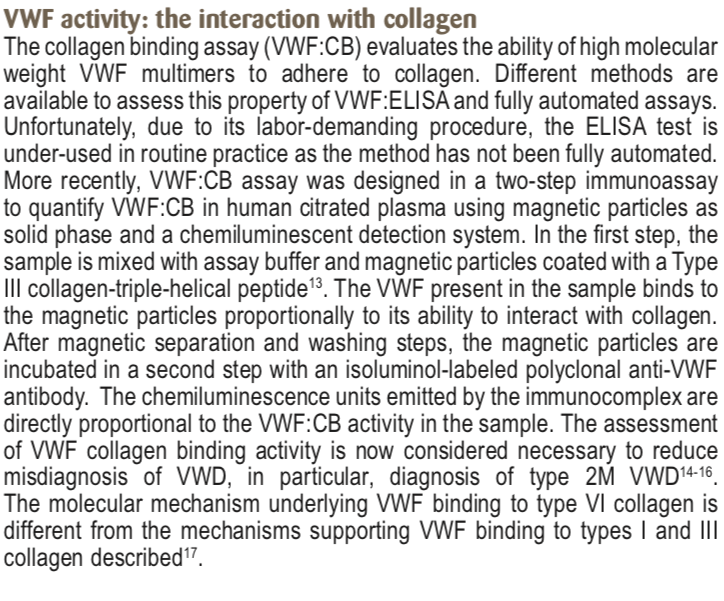 VWF activity: the interaction with collagen
The collagen binding assay (VWF:CB) evaluates the ability of high molecular
weight VWF multimers to adhere to collagen. Different methods are
available to assess this property of VWF:ELISA and fully automated assays.
Unfortunately, due to its labor-demanding procedure, the ELISA test is
under-used in routine practice as the method has not been fully automated.
More recently, VWF:CB assay was designed in a two-step immunoassay
to quantify VWF:CB in human citrated plasma using magnetic particles as
solid phase and a chemiluminescent detection system. In the first step, the
sample is mixed with assay buffer and magnetic particles coated with a Type
III collagen-triple-helical peptide¹³. The VWF present in the sample binds to
the magnetic particles proportionally to its ability to interact with collagen.
After magnetic separation and washing steps, the magnetic particles are
incubated in a second step with an isoluminol-labeled polyclonal anti-VWF
antibody. The chemiluminescence units emitted by the immunocomplex are
directly proportional to the VWF:CB activity in the sample. The assessment
of VWF collagen binding activity is now considered necessary to reduce
misdiagnosis of VWD, in particular, diagnosis of type 2M VWD¹⁴⁻¹⁶.
The molecular mechanism underlying VWF binding to type VI collagen is
different from the mechanisms supporting VWF binding to types I and III
collagen described¹⁷.